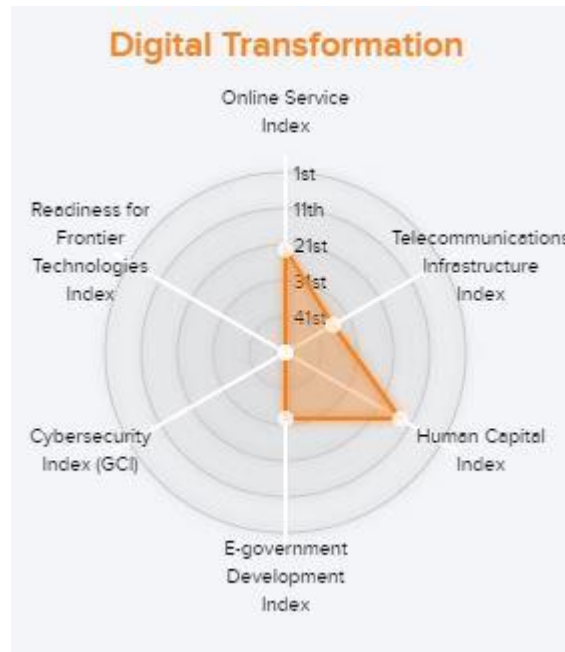 Digital Transformation
Online Service
Index
1st
11th
21st
31st
41st
Readiness for
Frontier
Technologies
Index
Telecommunications
Infrastructure
Index
Cybersecurity
Index (GCI)
Human Capital
Index
E-government
Development
Index